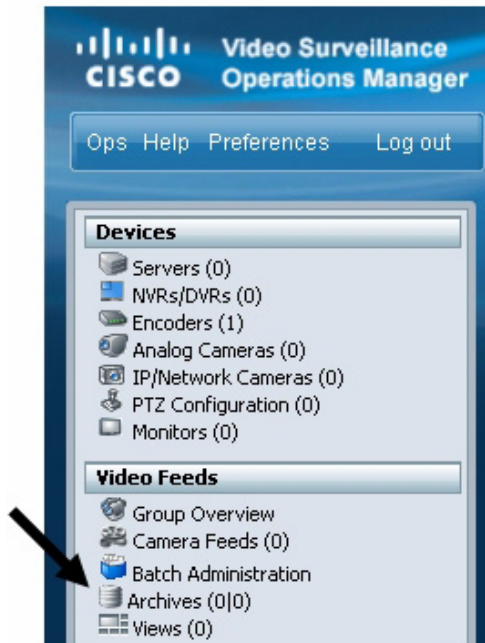 CISCO
Video Surveillance
Operations Manager
Ops Help Preferences Log out
Devices
Servers (0)
NVRs/DVRs (0)
Encoders (1)
Analog Cameras (0)
IP/Network Cameras (0)
PTZ Configuration (0)
Monitors (0)
Video Feeds
Group Overview
Camera Feeds (0)
Batch Administration
Archives (0|0)
Views (0)